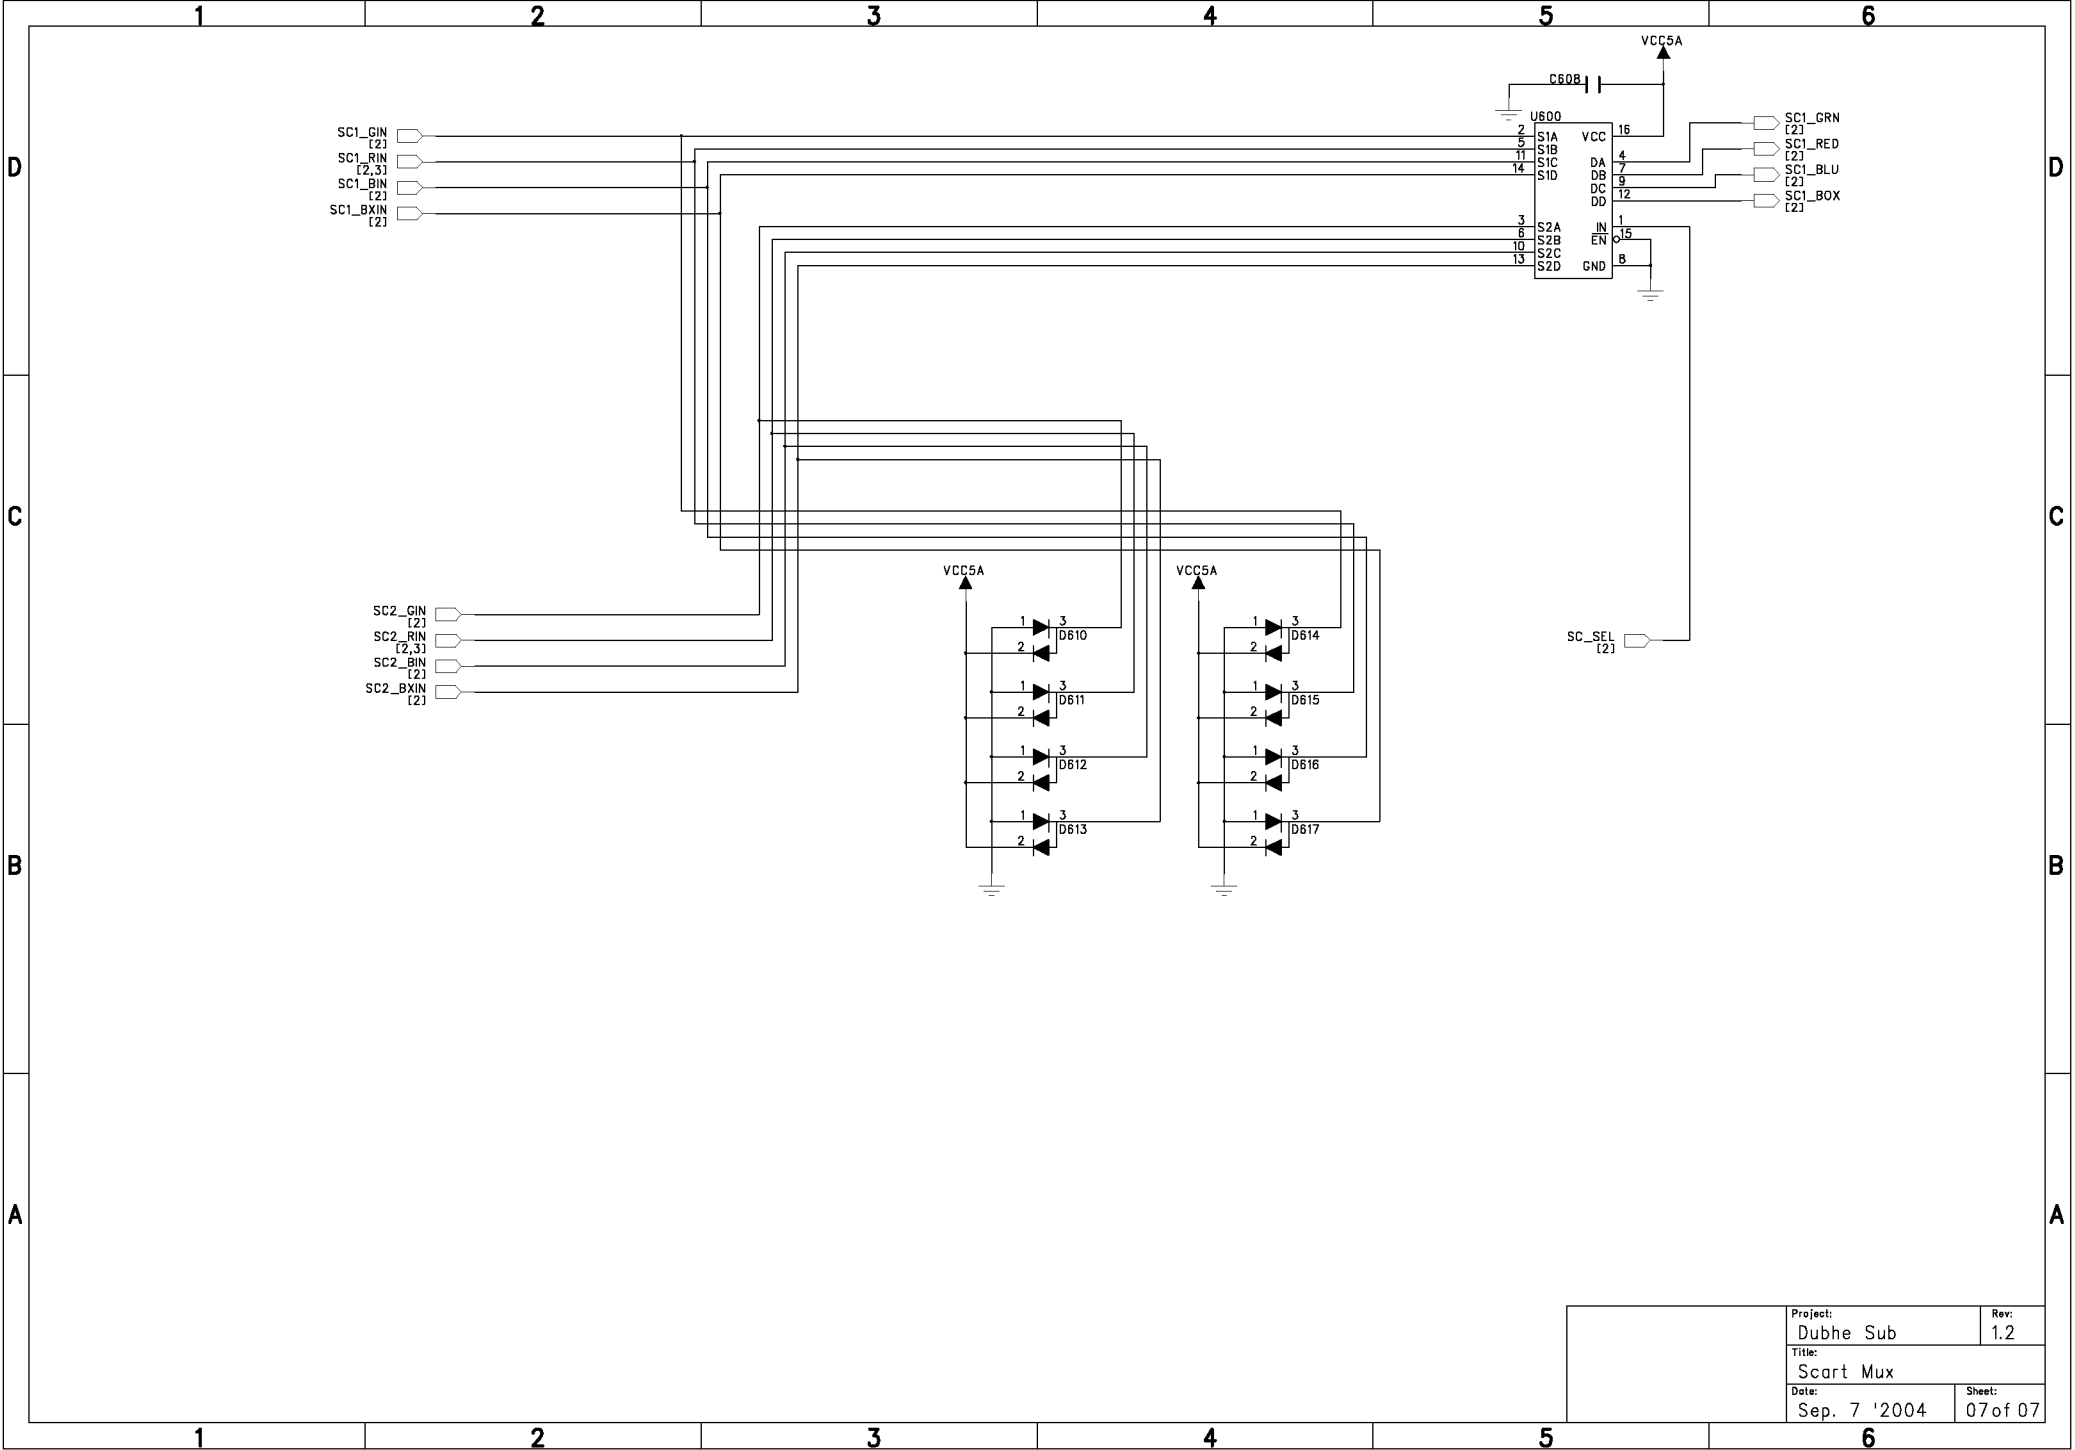 1 2 3 4 5 6
VCC5A
C608
U600
SC1_GIN
[2]
SC1_RIN
[2,3]
SC1_BIN
[2]
SC1_BXIN
[2]
2 S1A VCC 16
5 S1B
11 S1C DA 4
14 S1D DB 7
DC 9
DD 12
3 S2A IN 1
6 S2B EN 15
10 S2C
13 S2D GND 8
SC1_GRN
[2]
SC1_RED
[2]
SC1_BLU
[2]
SC1_BOX
[2]
D D
C C
VCC5A VCC5A
SC2_GIN
[2]
SC2_RIN
[2,3]
SC2_BIN
[2]
SC2_BXIN
[2]
1 3
D610
2
1 3
D611
2
1 3
D612
2
1 3
D613
2
1 3
D614
2
1 3
D615
2
1 3
D616
2
1 3
D617
2
SC_SEL
[2]
B B
A A
Project:
Dubhe Sub
Rev:
1.2
Title:
Scart Mux
Date:
Sep. 7 '2004
Sheet:
07of 07
1 2 3 4 5 6